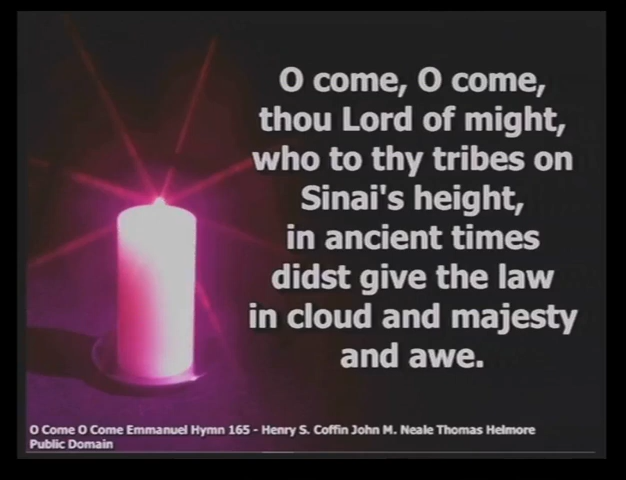 O come, O come,
thou Lord of might,
who to thy tribes on
Sinai's height,
in ancient times
didst give the law
in cloud and majesty
and awe.
O Come O Come Emmanuel Hymn 165 - Henry S. Coffin John M. Neale Thomas Helmore
Public Domain